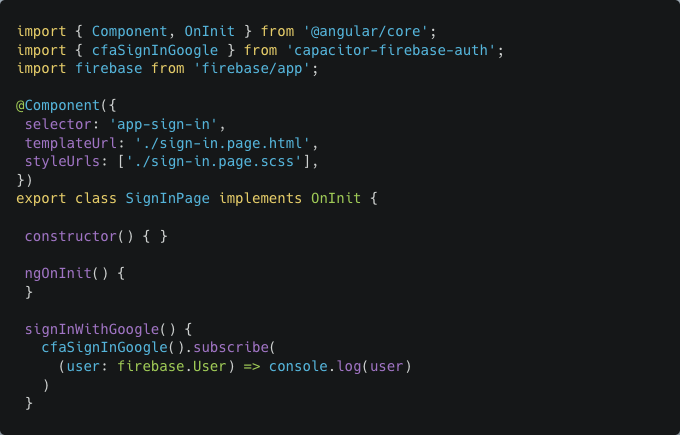 import { Component, OnInit } from '@angular/core';
import { cfaSignInGoogle } from 'capacitor-firebase-auth';
import firebase from 'firebase/app';

@Component({
 selector: 'app-sign-in',
 templateUrl: './sign-in.page.html',
 styleUrls: ['./sign-in.page.scss'],
})
export class SignInPage implements OnInit {

 constructor() { }

 ngOnInit() {
 }

 signInWithGoogle() {
   cfaSignInGoogle().subscribe(
     (user: firebase.User) => console.log(user)
   )
 }